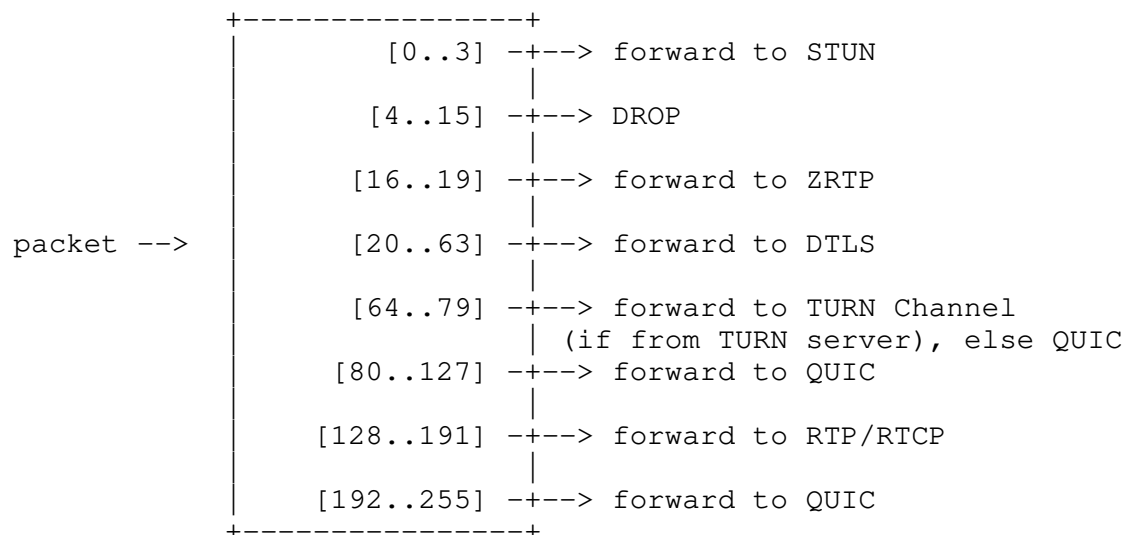 +----------------+
| [0..3] -+--> forward to STUN
| |
| [4..15] -+--> DROP
| |
| [16..19] -+--> forward to ZRTP
| |
packet --> | [20..63] -+--> forward to DTLS
| |
| [64..79] -+--> forward to TURN Channel
| | (if from TURN server), else QUIC
| [80..127] -+--> forward to QUIC
| |
| [128..191] -+--> forward to RTP/RTCP
| |
| [192..255] -+--> forward to QUIC
+----------------+